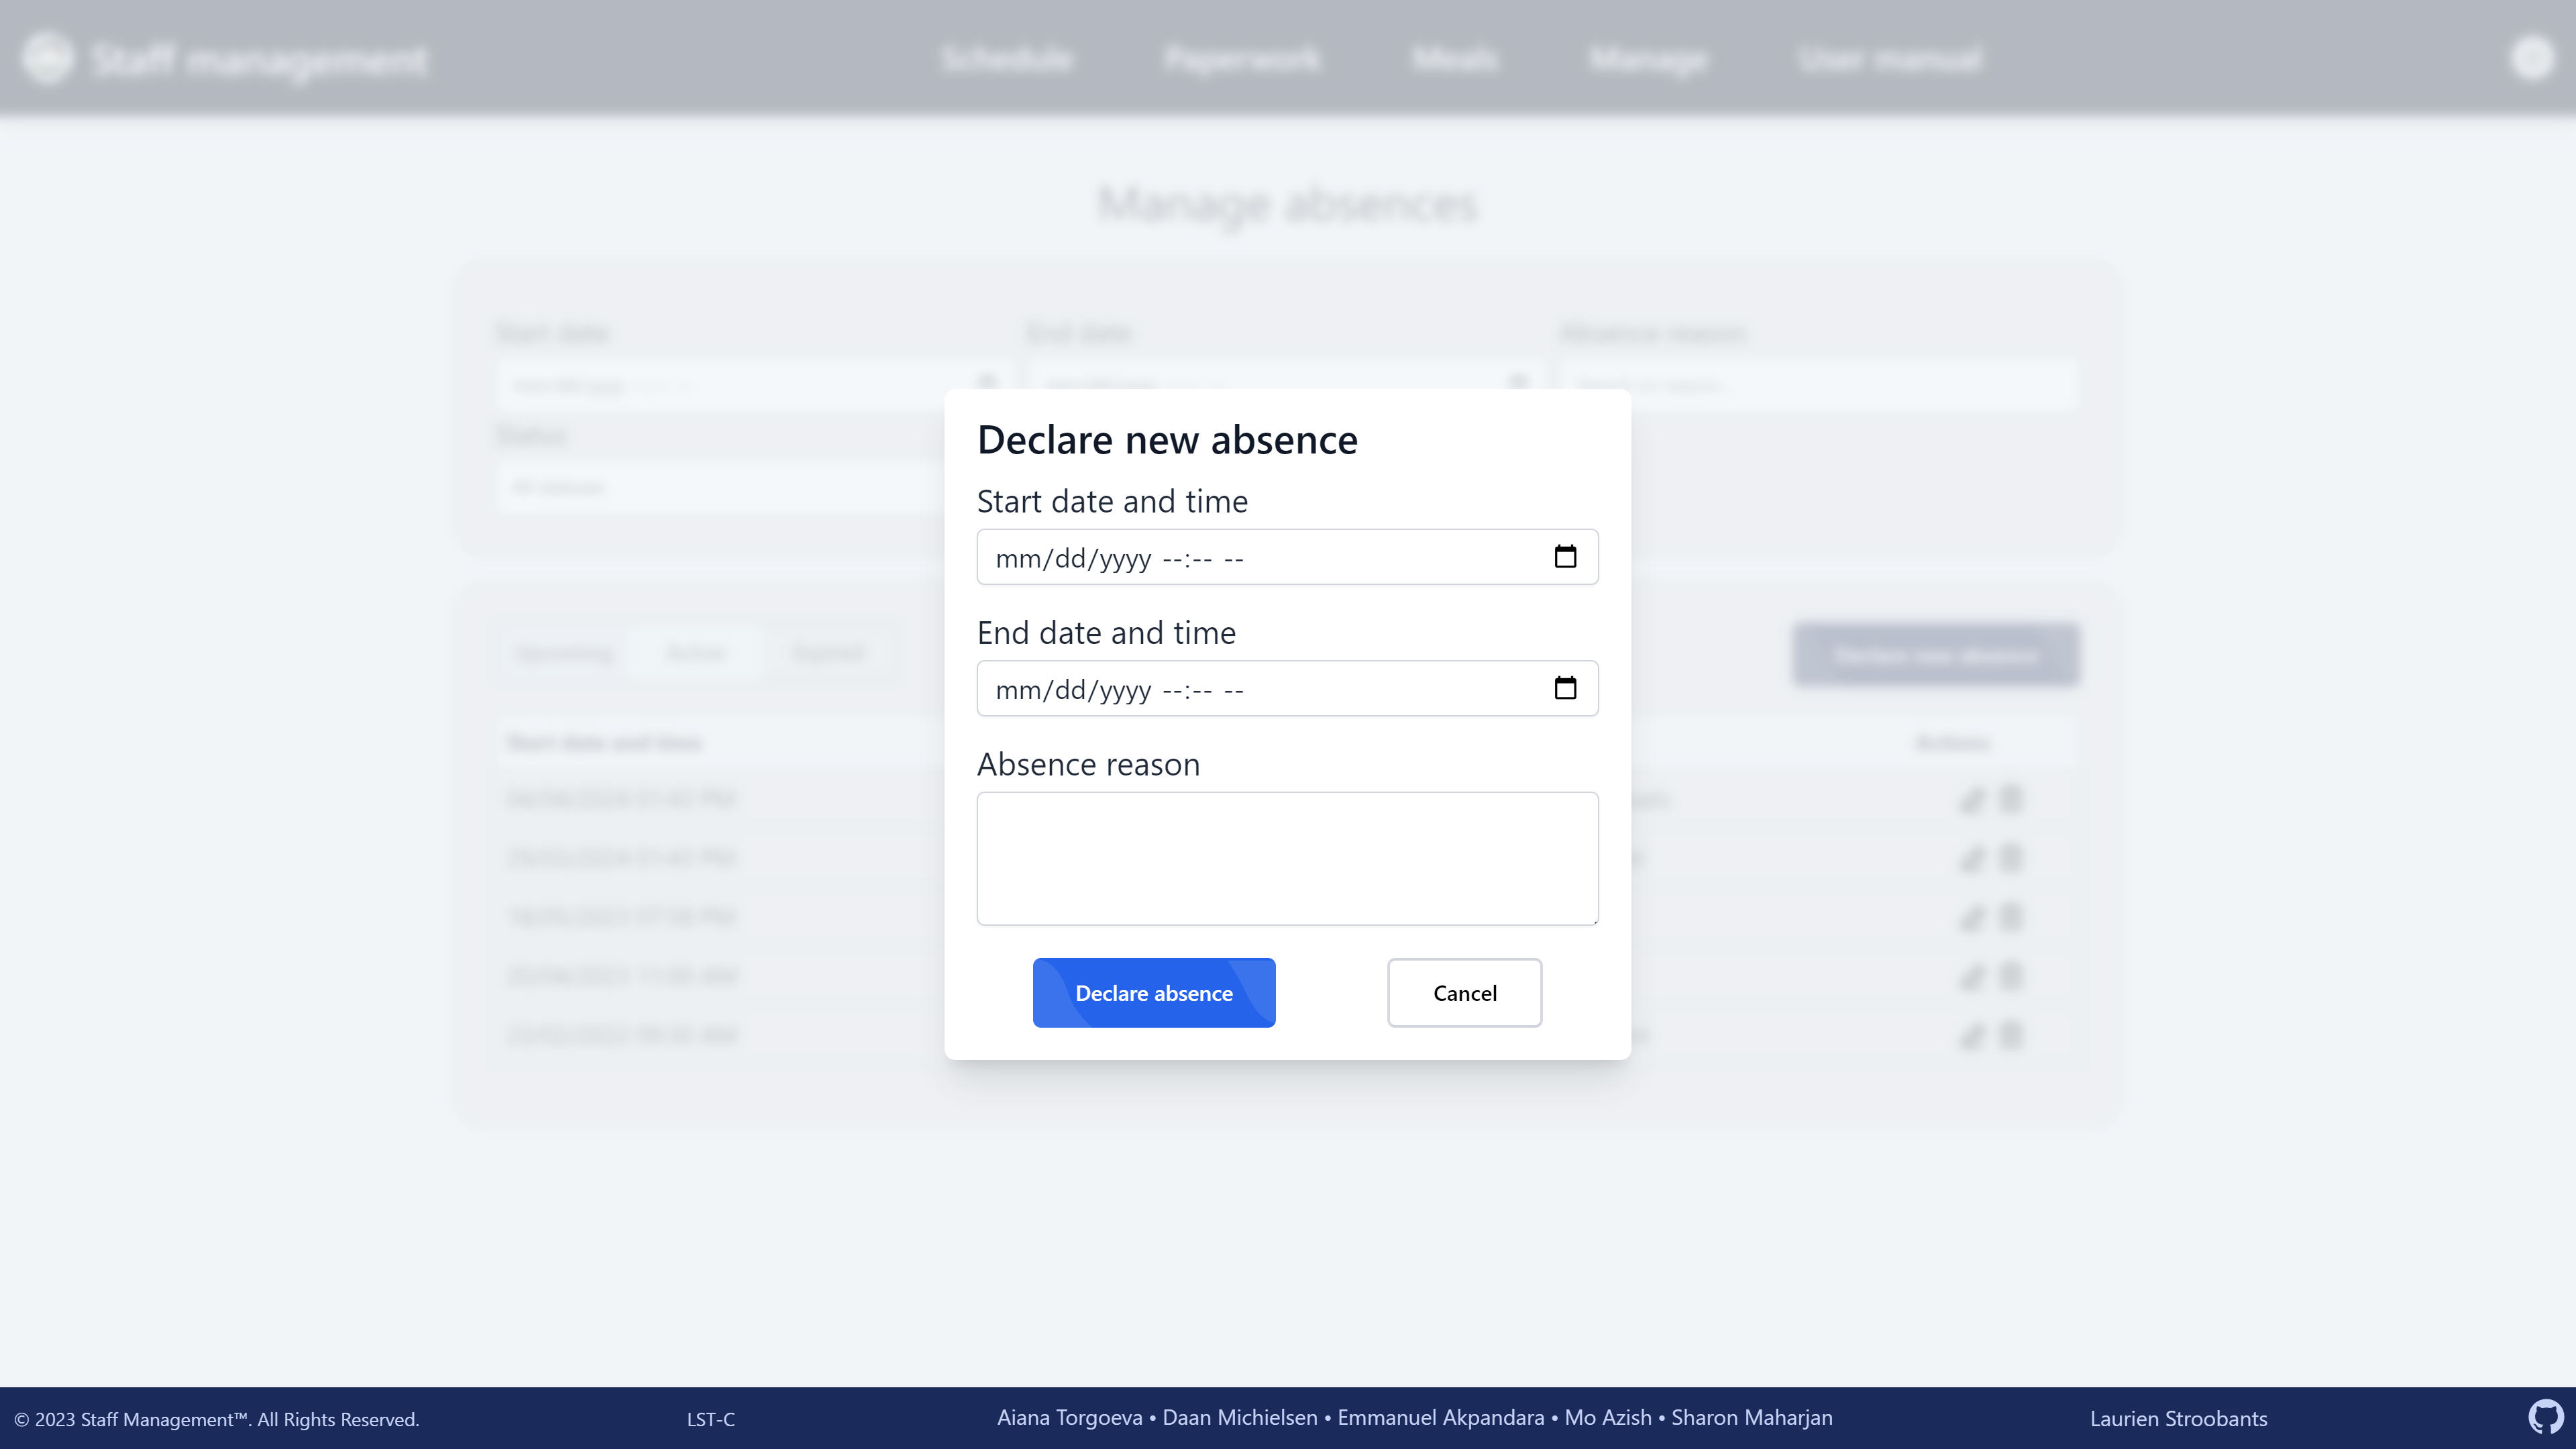 Staff management
Schedule
Paperwork
Meals
Manage
User manual
Manage absences
Start date
End date
Absence reason
Status
Declare new absence
Start date and time
mm/dd/yyyy --:-- --
End date and time
mm/dd/yyyy --:-- --
Absence reason
Declare absence
Cancel
Upcoming
Active
Expired
Declare new absence
Start date and time
Actions
© 2023 Staff Management™. All Rights Reserved.
LST-C
Aiana Torgoeva • Daan Michielsen • Emmanuel Akpandara • Mo Azish • Sharon Maharjan
Laurien Stroobants